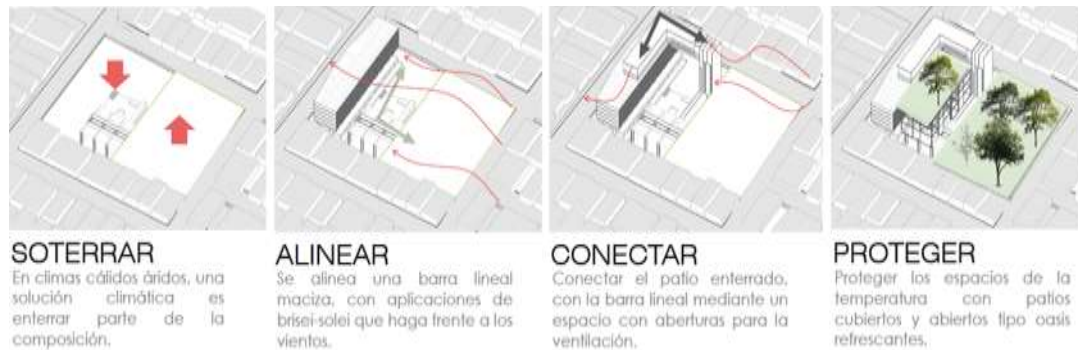 SOTERRAR
En climas cálidos áridos, una
solución climática es
enterrar parte de la
composición.
ALINEAR
Se alinea una barra lineal
maciza, con aplicaciones de
brisei-solei que haga frente a los
vientos.
CONECTAR
Conectar el patio enterrado,
con la barra lineal mediante un
espacio con aberturas para la
ventilación.
PROTEGER
Proteger los espacios de la
temperatura con patios
cubiertos y abiertos tipo oasis
refrescantes.